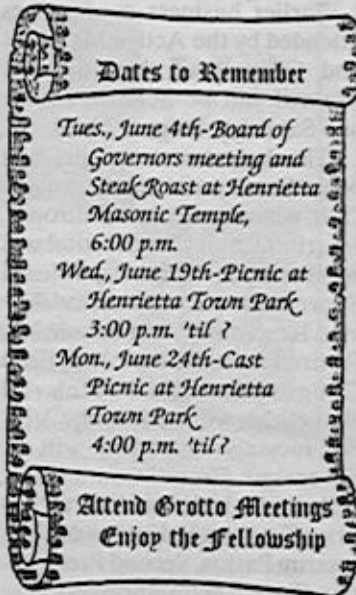 Dates to Remember
Tues., June 4th-Board of
Governors meeting and
Steak Roast at Henrietta
Masonic Temple,
6:00 p.m.
Wed., June 19th-Picnic at
Henrietta Town Park
3:00 p.m. 'til ?
Mon., June 24th-Cast
Picnic at Henrietta
Town Park
4:00 p.m. 'til ?
Attend Grotto Meetings
Enjoy the Fellowship